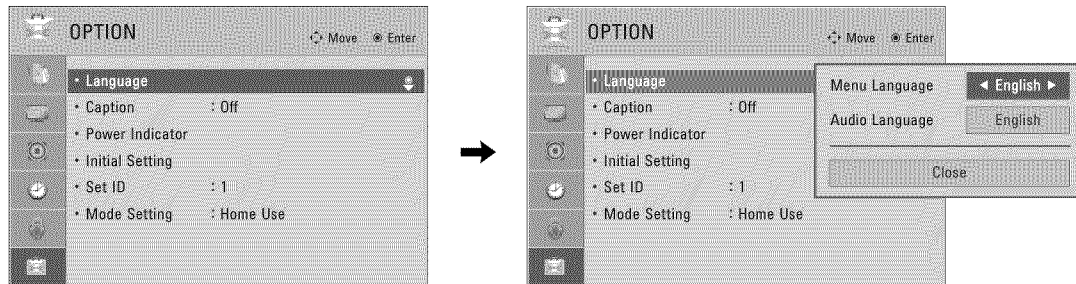 OPTION
Move Enter
• Language
• Caption : Off
• Power Indicator
• Initial Setting
• Set ID : 1
• Mode Setting : Home Use
OPTION
Move Enter
• Language
• Caption : Off
• Power Indicator
• Initial Setting
• Set ID : 1
• Mode Setting : Home Use
Menu Language ◀ English ▶
Audio Language English
Close